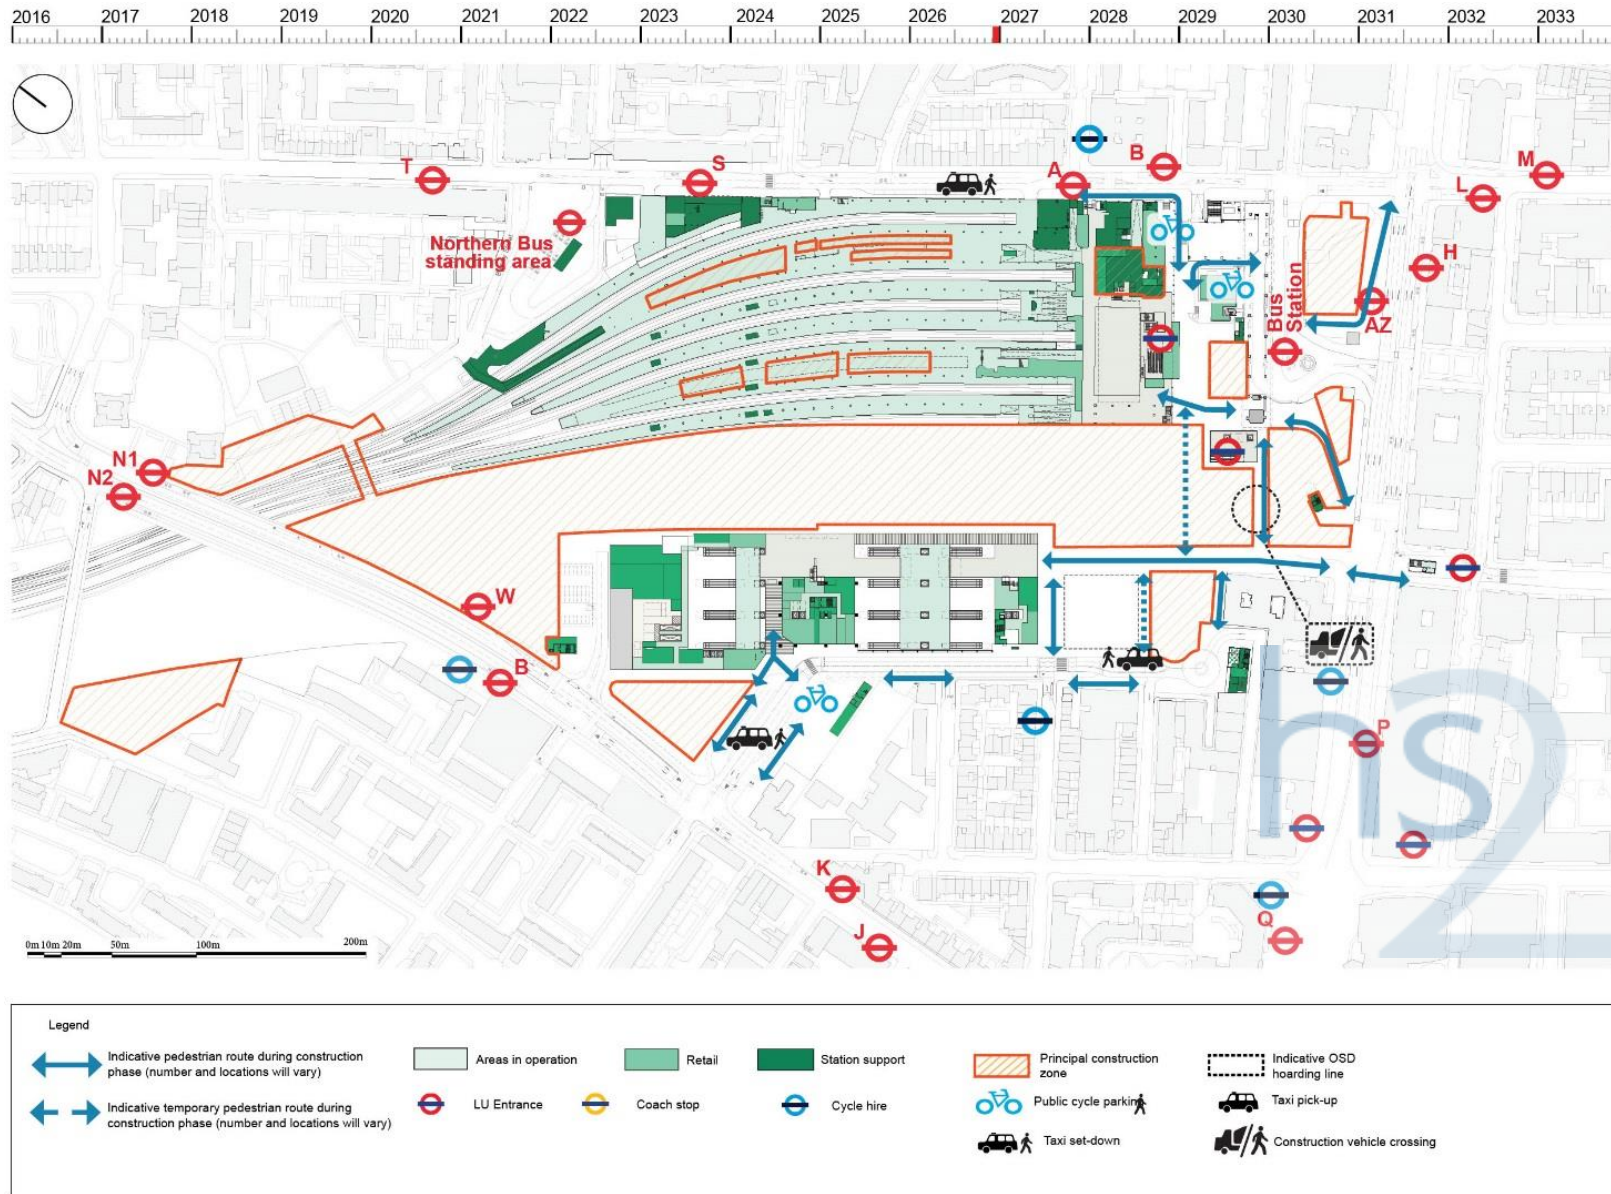 2016 2017 2018 2019 2020 2021 2022 2023 2024 2025 2026 2027 2028 2029 2030 2031 2032 2033
T
S
A
B
M
L
Northern Bus
standing area
H
Bus
Station
AZ
N1
N2
W
B
P
K
Q
J
hs2
0m 10m 20m 50m 100m 200m
Legend
Indicative pedestrian route during construction
phase (number and locations will vary)
Indicative temporary pedestrian route during
construction phase (number and locations will vary)
Areas in operation
Retail
Station support
LU Entrance
Coach stop
Cycle hire
Principal construction
zone
Public cycle parking
Taxi set-down
Indicative OSD
hoarding line
Taxi pick-up
Construction vehicle crossing